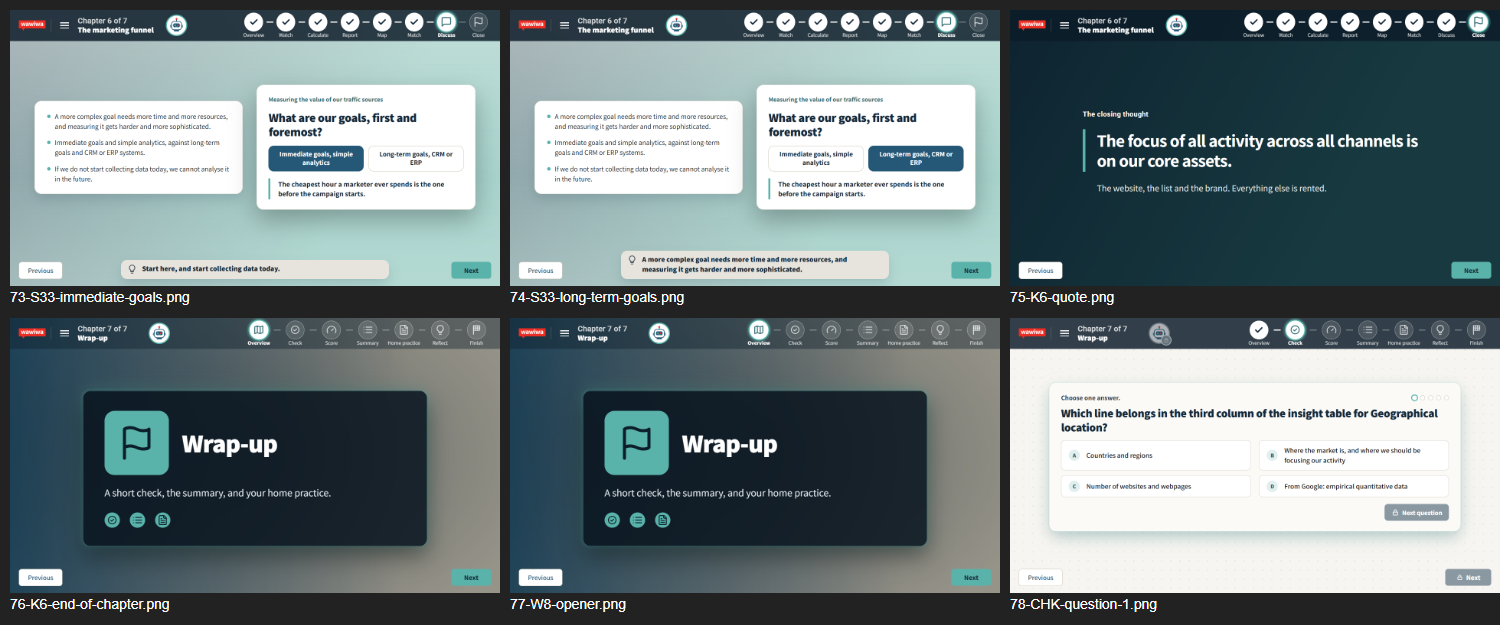 wawiwa
Chapter 6 of 7
The marketing funnel
Overview
Watch
Calculate
Report
Map
Match
Discuss
Close
A more complex goal needs more time and more resources,
and measuring it gets harder and more sophisticated.
Immediate goals and simple analytics, against long-term
goals and CRM or ERP systems.
If we do not start collecting data today, we cannot analyse it
in the future.
Measuring the value of our traffic sources
What are our goals, first and
foremost?
Immediate goals, simple
analytics
Long-term goals, CRM or
ERP
The cheapest hour a marketer ever spends is the one
before the campaign starts.
Previous
Start here, and start collecting data today.
Next
73-S33-immediate-goals.png
wawiwa
Chapter 6 of 7
The marketing funnel
Overview
Watch
Calculate
Report
Map
Match
Discuss
Close
A more complex goal needs more time and more resources,
and measuring it gets harder and more sophisticated.
Immediate goals and simple analytics, against long-term
goals and CRM or ERP systems.
If we do not start collecting data today, we cannot analyse it
in the future.
Measuring the value of our traffic sources
What are our goals, first and
foremost?
Immediate goals, simple
analytics
Long-term goals, CRM or
ERP
The cheapest hour a marketer ever spends is the one
before the campaign starts.
Previous
A more complex goal needs more time and more resources, and
measuring it gets harder and more sophisticated.
Next
74-S33-long-term-goals.png
wawiwa
Chapter 6 of 7
The marketing funnel
Overview
Watch
Calculate
Report
Map
Match
Discuss
Close
The closing thought
The focus of all activity across all channels is
on our core assets.
The website, the list and the brand. Everything else is rented.
Previous
Next
75-K6-quote.png
wawiwa
Chapter 7 of 7
Wrap-up
Overview
Check
Score
Summary
Home practice
Reflect
Finish
Wrap-up
A short check, the summary, and your home practice.
Previous
Next
76-K6-end-of-chapter.png
wawiwa
Chapter 7 of 7
Wrap-up
Overview
Check
Score
Summary
Home practice
Reflect
Finish
Wrap-up
A short check, the summary, and your home practice.
Previous
Next
77-W8-opener.png
wawiwa
Chapter 7 of 7
Wrap-up
Overview
Check
Score
Summary
Home practice
Reflect
Finish
Choose one answer.
Which line belongs in the third column of the insight table for Geographical
location?
A Countries and regions
B Where the market is, and where we should be
focusing our activity
C Number of websites and webpages
D From Google: empirical quantitative data
Next question
Previous
Next
78-CHK-question-1.png